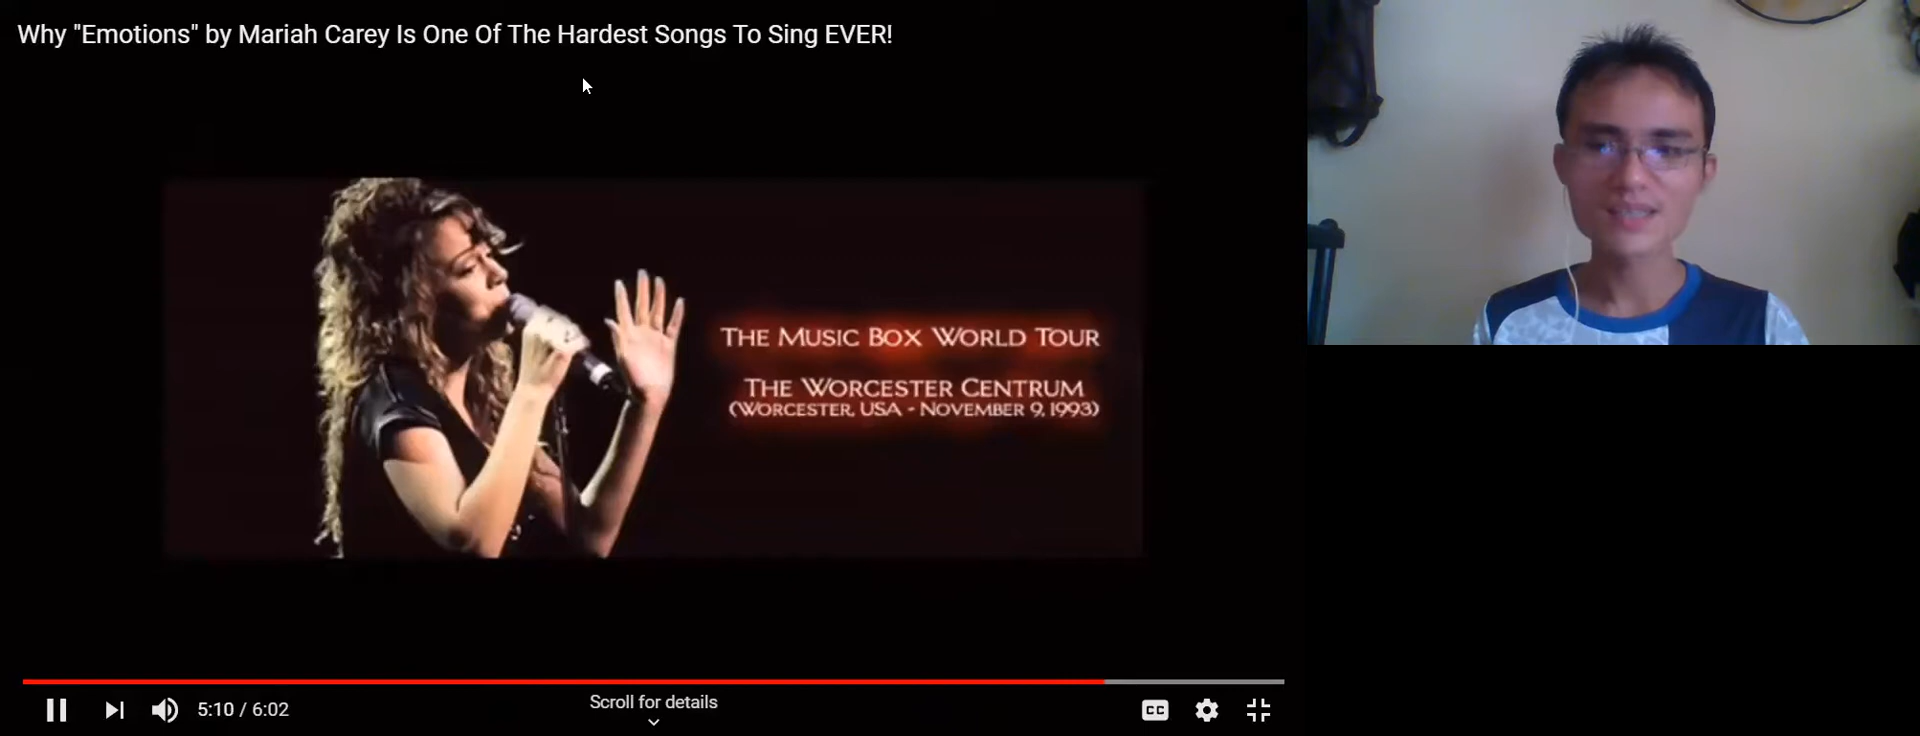 Why "Emotions" by Mariah Carey Is One Of The Hardest Songs To Sing EVER!
THE MUSIC BOX WORLD TOUR
THE WORCESTER CENTRUM
(WORCESTER, USA - NOVEMBER 9, 1993)
5:10 / 6:02
Scroll for details
CC